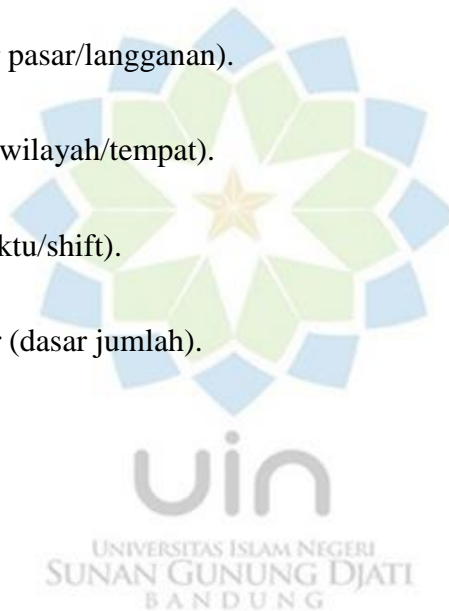 pasar/langganan).
wilayah/tempat).
ktu/shift).
(dasar jumlah).
uin
UNIVERSITAS ISLAM NEGERI
SUNAN GUNUNG DJATI
BANDUNG